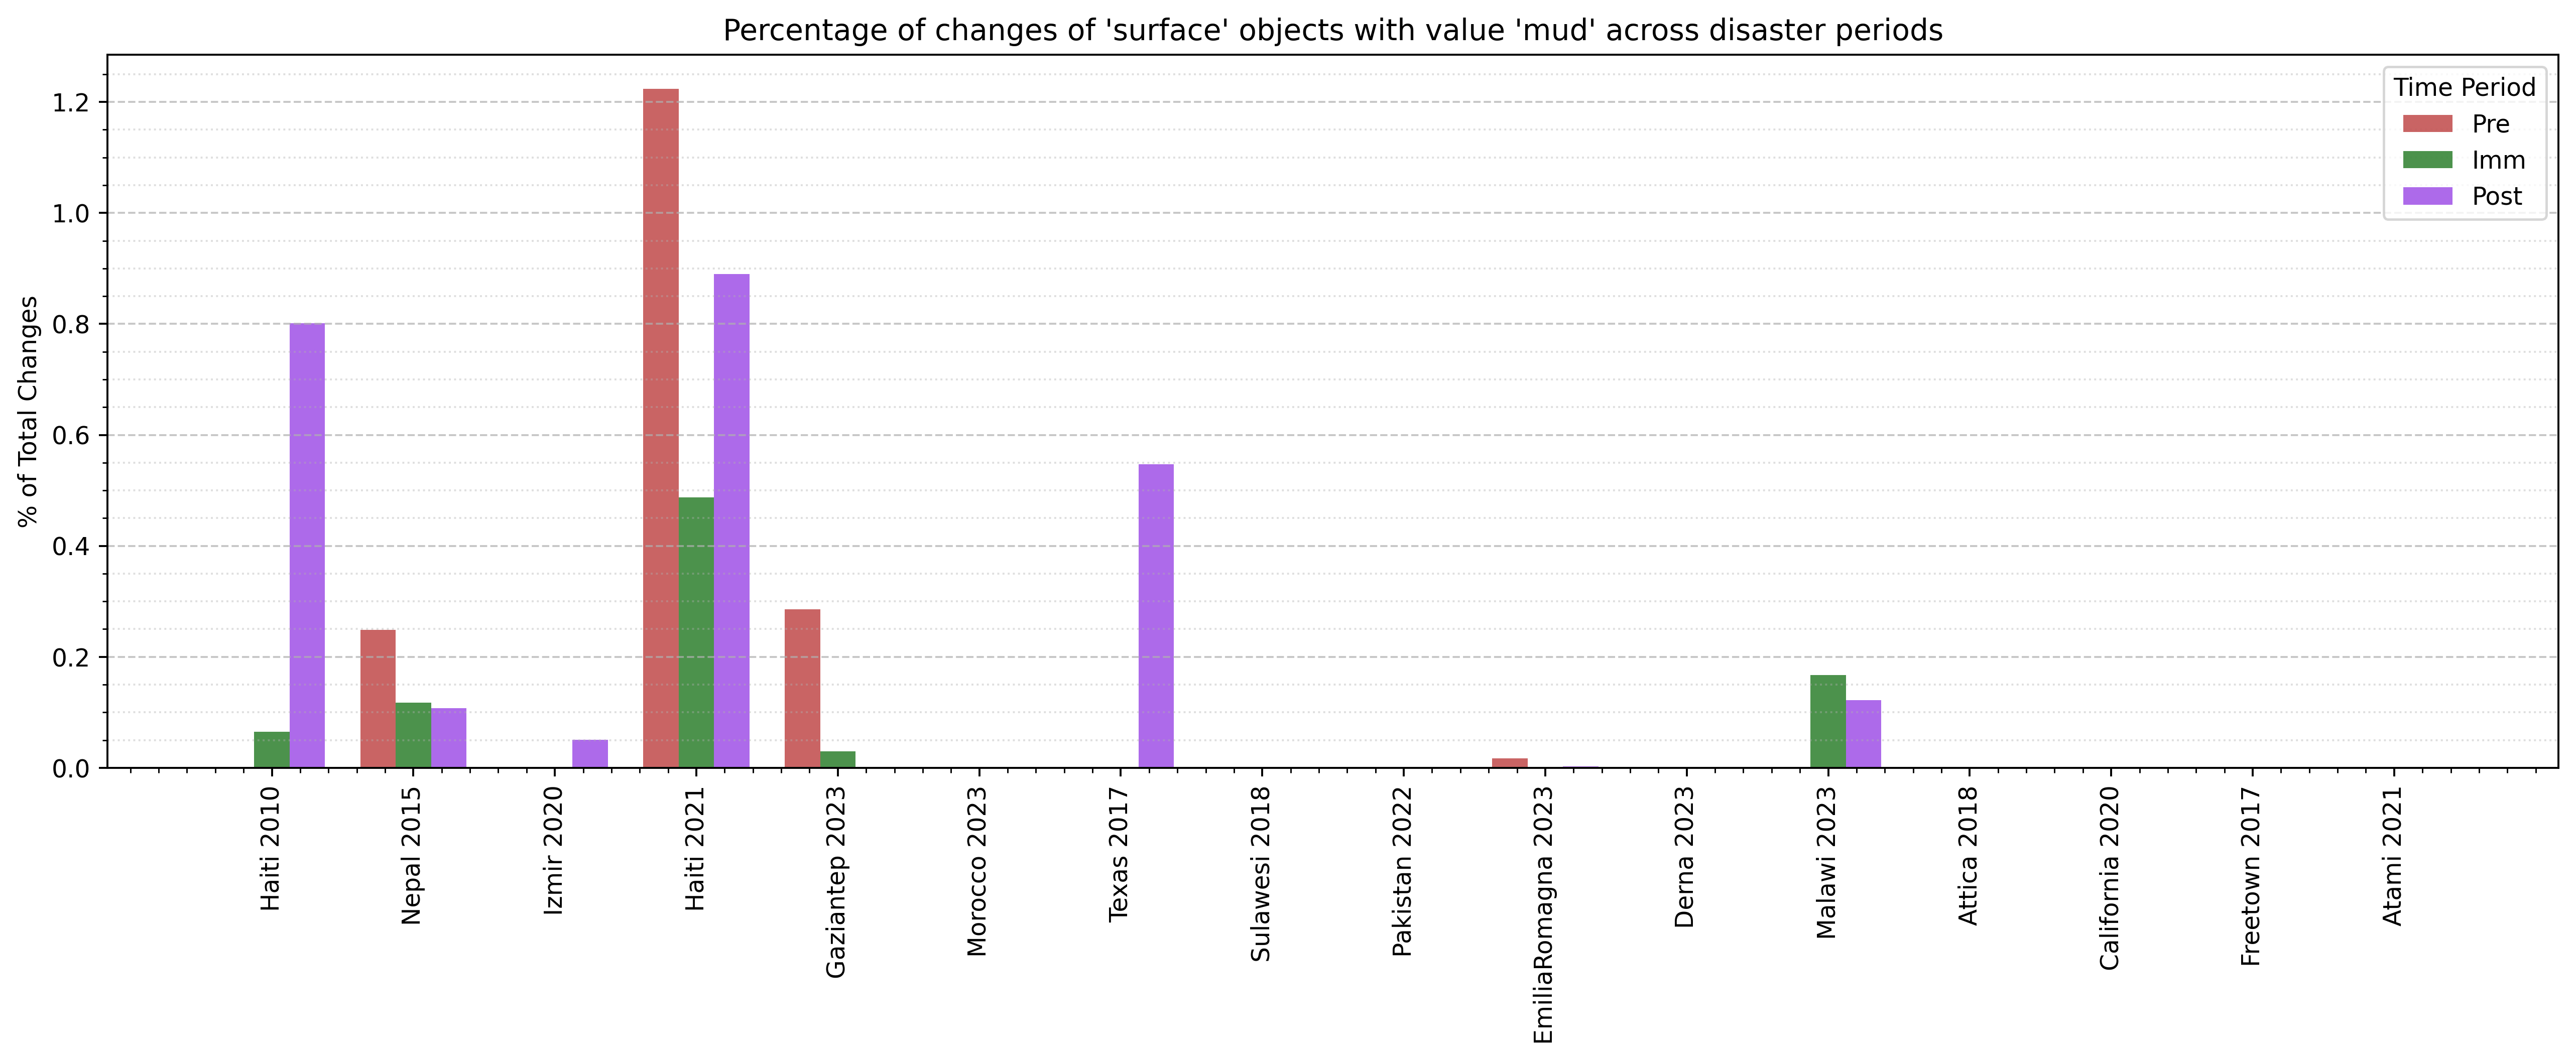 Percentage of changes of 'surface' objects with value 'mud' across disaster periods
% of Total Changes
1.2
1.0
0.8
0.6
0.4
0.2
0.0
Time Period
Pre
Imm
Post
Haiti 2010
Nepal 2015
Izmir 2020
Haiti 2021
Gaziantep 2023
Morocco 2023
Texas 2017
Sulawesi 2018
Pakistan 2022
EmiliaRomagna 2023
Derna 2023
Malawi 2023
Attica 2018
California 2020
Freetown 2017
Atami 2021